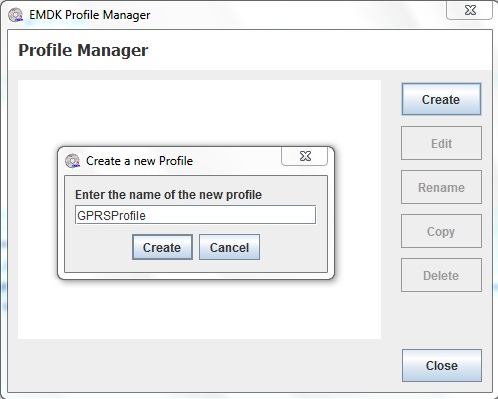 EMDK Profile Manager
Profile Manager
Create
Edit
Rename
Copy
Delete
Close
Create a new Profile
Enter the name of the new profile
GPRSProfile
Create Cancel